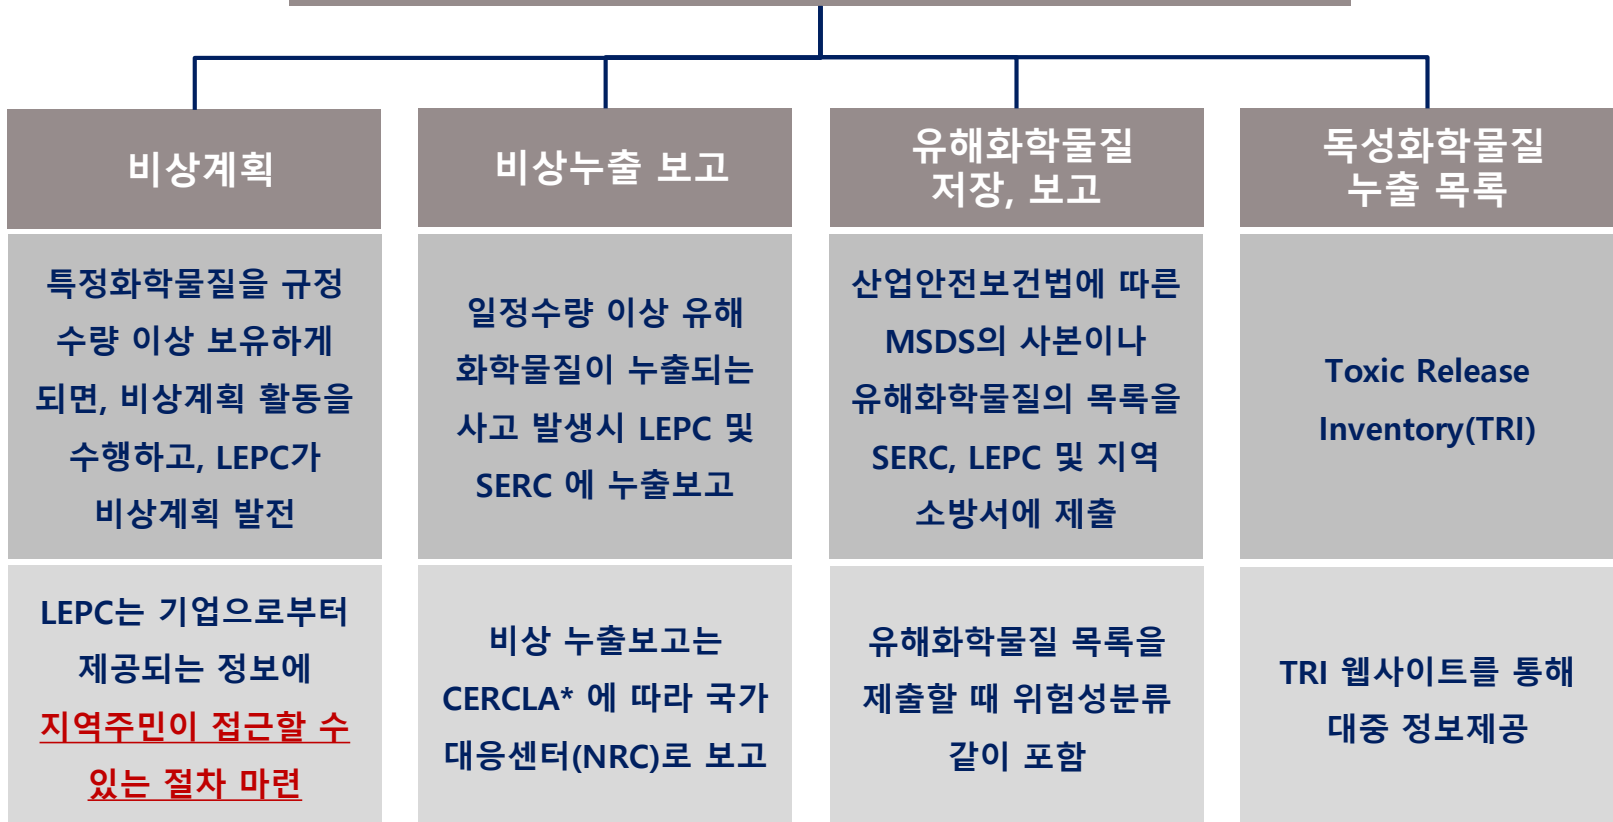 비상계획
특정화학물질을 규정
수량 이상 보유하게
되면, 비상계획 활동을
수행하고, LEPC가
비상계획 발전
LEPC는 기업으로부터
제공되는 정보에
지역주민이 접근할 수
있는 절차 마련
비상누출 보고
일정수량 이상 유해
화학물질이 누출되는
사고 발생시 LEPC 및
SERC 에 누출보고
비상 누출보고는
CERCLA* 에 따라 국가
대응센터(NRC)로 보고
유해화학물질
저장, 보고
산업안전보건법에 따른
MSDS의 사본이나
유해화학물질의 목록을
SERC, LEPC 및 지역
소방서에 제출
유해화학물질 목록을
제출할 때 위험성분류
같이 포함
독성화학물질
누출 목록
Toxic Release
Inventory(TRI)
TRI 웹사이트를 통해
대중 정보제공